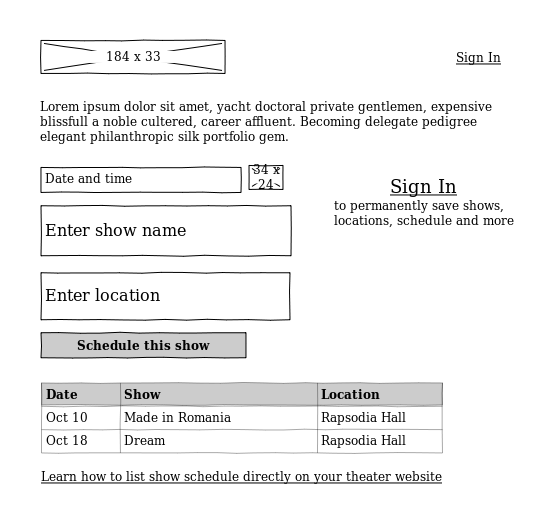 184 x 33
Sign In
Lorem ipsum dolor sit amet, yacht doctoral private gentlemen, expensive
blissfull a noble cultured, career affluent. Becoming delegate pedigree
elegant philanthropic silk portfolio gem.
Date and time
34 x
24
Sign In
to permanently save shows,
locations, schedule and more
Enter show name
Enter location
Schedule this show
Date Show Location
Oct 10 Made in Romania Rapsodia Hall
Oct 18 Dream Rapsodia Hall
Learn how to list show schedule directly on your theater website